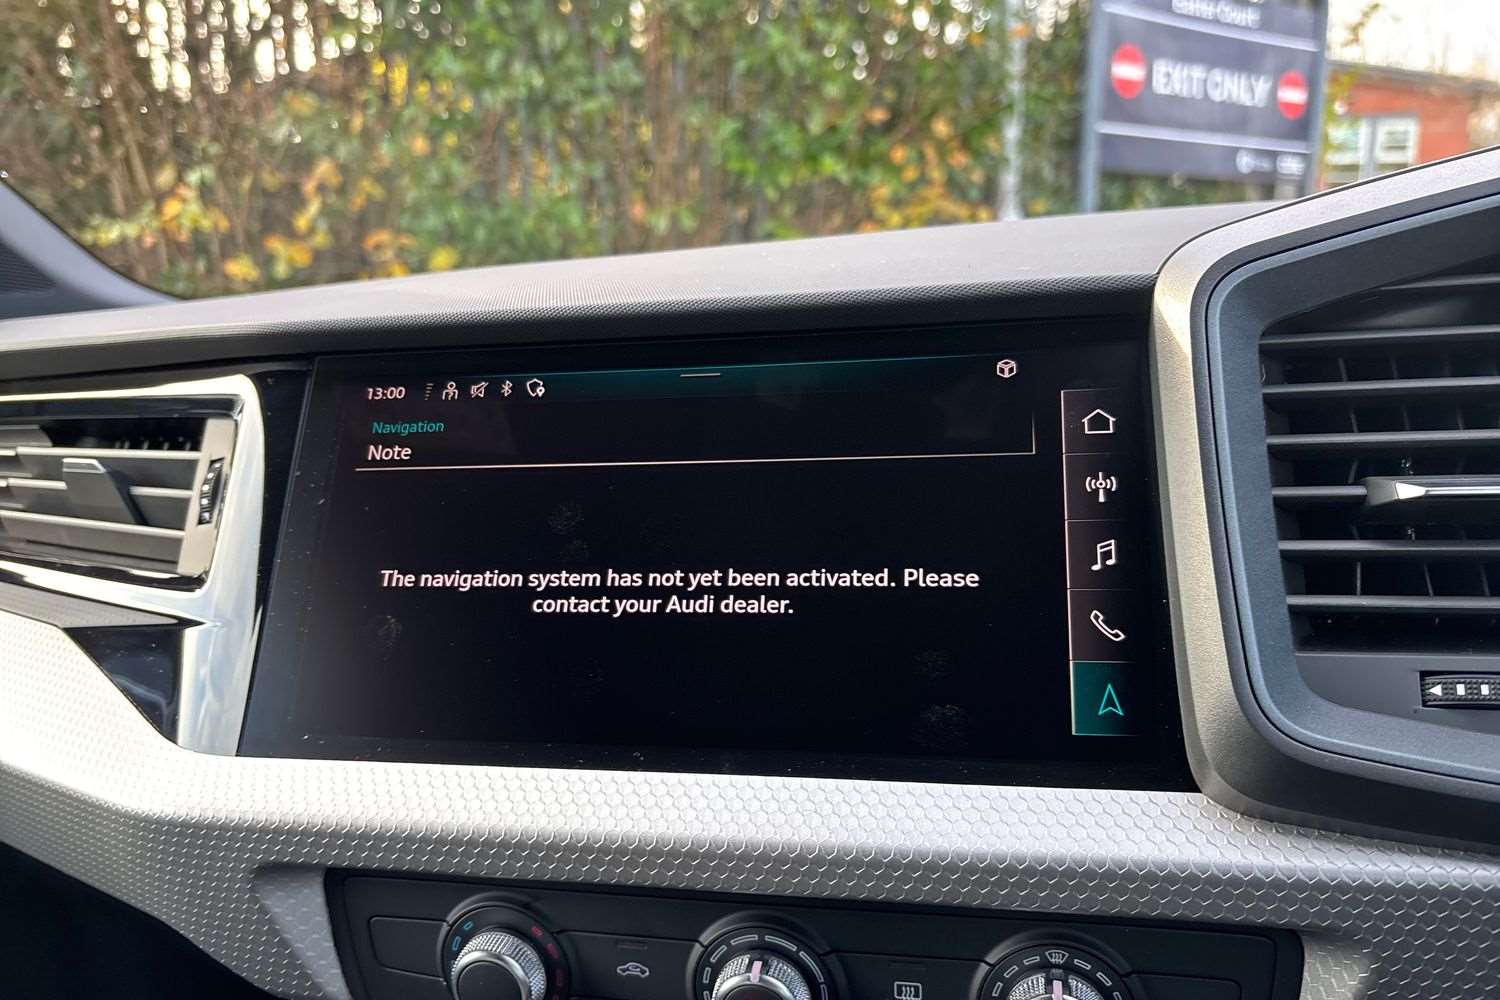 EXIT ONLY
13:00
Navigation
Note
The navigation system has not yet been activated. Please
contact your Audi dealer.